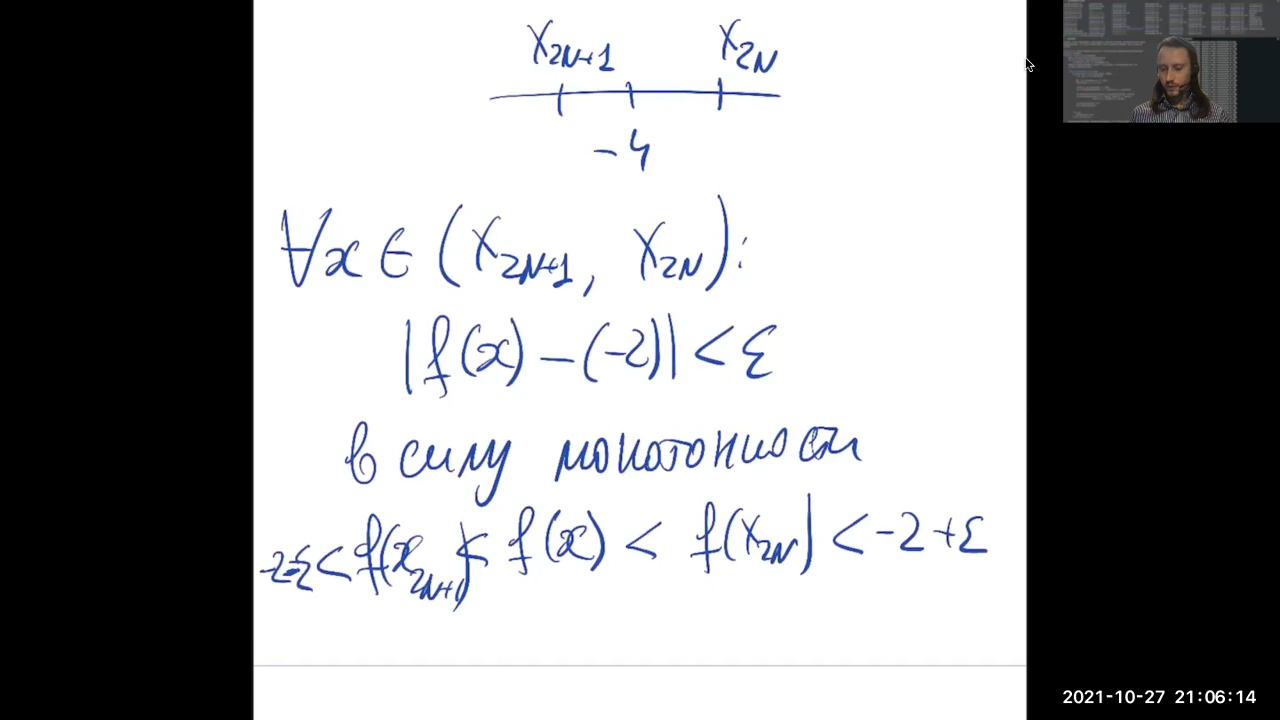 x₂N+1 x₂N
-4
∀x ∈ (x₂N+1, x₂N):
|f(x) - (-2)| < ε
в силу монотонности
-2-ε < f(x₂N+1) < f(x) < f(x₂N) < -2 + ε
2021-10-27 21:06:14